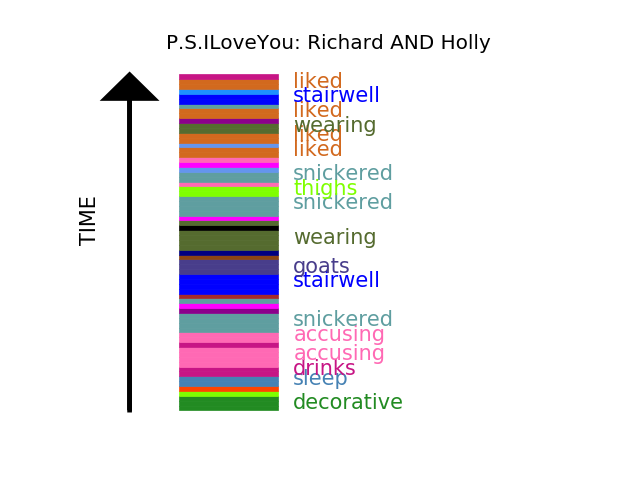 P.S.ILoveYou: Richard AND Holly
liked
stairwell
liked
wearing
liked
liked
snickered
thighs
snickered
wearing
goats
stairwell
snickered
accusing
accusing
drinks
sleep
decorative
TIME